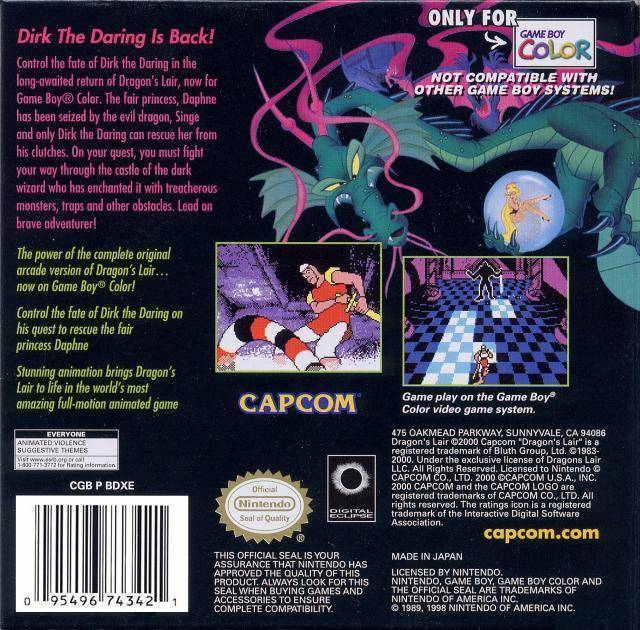 Dirk The Daring Is Back!
Control the fate of Dirk the Daring in the
long-awaited return of Dragon's Lair, now for
Game Boy® Color. The fair princess, Daphne
has been seized by the evil dragon, Singe
and only Dirk the Daring can rescue her from
his clutches. On your quest, you must fight
your way through the castle of the dark
wizard who has enchanted it with treacherous
monsters, traps and other obstacles. Lead on
brave adventurer!
The power of the complete original
arcade version of Dragon's Lair...
now on Game Boy® Color!
Control the fate of Dirk the Daring on
his quest to rescue the fair
princess Daphne
Stunning animation brings Dragon's
Lair to life in the world's most
amazing full-motion animated game
ONLY FOR
GAME BOY
COLOR
NOT COMPATIBLE WITH
OTHER GAME BOY SYSTEMS!
CAPCOM
Game play on the Game Boy®
Color video game system.
EVERYONE
ANIMATED VIOLENCE
SUGGESTIVE THEMES
Visit www.esrb.org or call
1-800-771-3772 for Rating information.
CGB P BDXE
0 95496 74342 1
Official
Nintendo
Seal of Quality
®
DIGITAL
ECLIPSE
THIS OFFICIAL SEAL IS YOUR
ASSURANCE THAT NINTENDO HAS
APPROVED THE QUALITY OF THIS
PRODUCT. ALWAYS LOOK FOR THIS
SEAL WHEN BUYING GAMES AND
ACCESSORIES TO ENSURE
COMPLETE COMPATIBILITY.
475 OAKMEAD PARKWAY, SUNNYVALE, CA 94086
Dragon's Lair ©2000 Capcom "Dragon's Lair" is a
registered trademark of Bluth Group, Ltd. ©1983-
2000. Under the exclusive license of Dragons Lair
LLC. All Rights Reserved. Licensed to Nintendo ©
CAPCOM CO., LTD. 2000 ©CAPCOM U.S.A., INC.
2000 CAPCOM and the CAPCOM LOGO are
registered trademarks of CAPCOM CO., LTD. All
rights reserved. The ratings icon is a registered
trademark of the Interactive Digital Software
Association.
capcom.com
MADE IN JAPAN
LICENSED BY NINTENDO.
NINTENDO, GAME BOY, GAME BOY COLOR AND
THE OFFICIAL SEAL ARE TRADEMARKS OF
NINTENDO OF AMERICA INC.
© 1989, 1998 NINTENDO OF AMERICA INC.